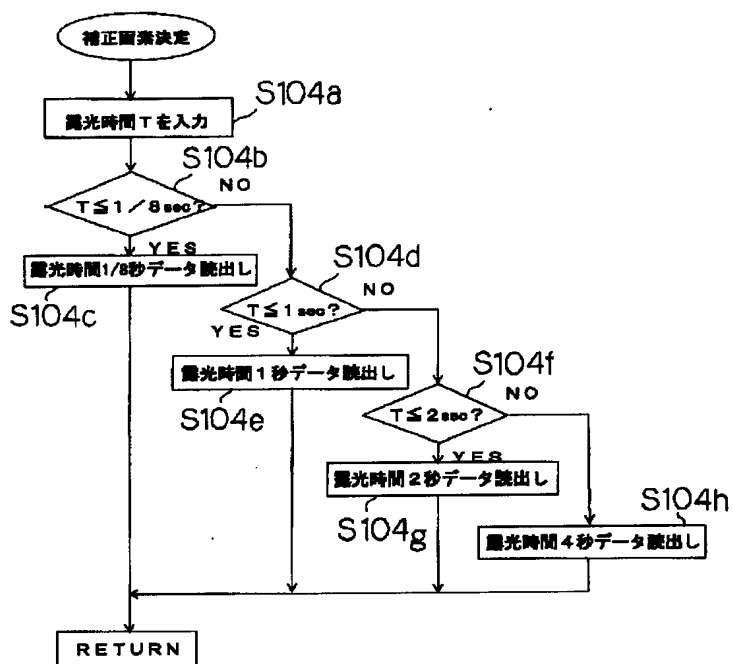 補正画素決定
S104a
露光時間Tを入力
S104b
T≦1／8sec?
NO
YES
露光時間1/8秒データ読出し
S104c
S104d
T≦1sec?
NO
YES
露光時間1秒データ読出し
S104e
S104f
T≦2sec?
NO
YES
露光時間2秒データ読出し
S104g
S104h
露光時間4秒データ読出し
RETURN